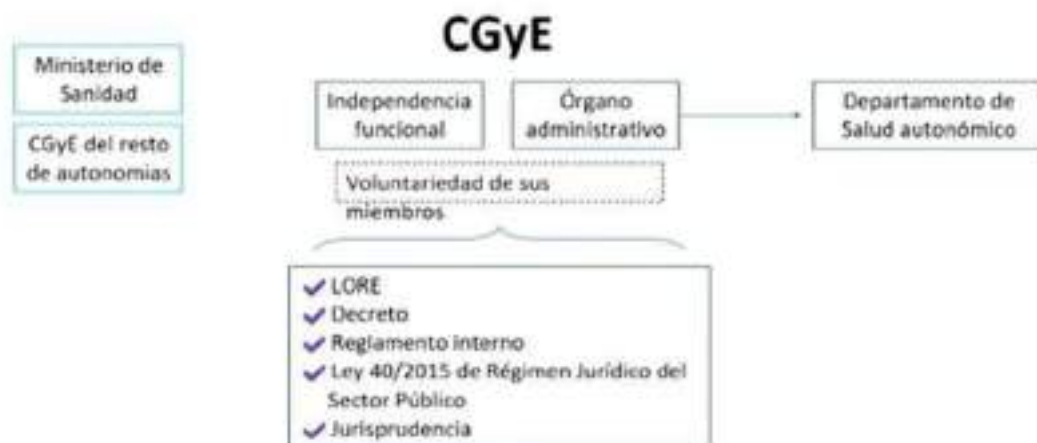 CGyE
Ministerio de
Sanidad
CGyE del resto
de autonomias
Independencia
funcional
Órgano
administrativo
Departamento de
Salud autonómico
Voluntariedad de sus
miembros
LORE
Decreto
Reglamento interno
Ley 40/2015 de Régimen Jurídico del
Sector Público
Jurisprudencia